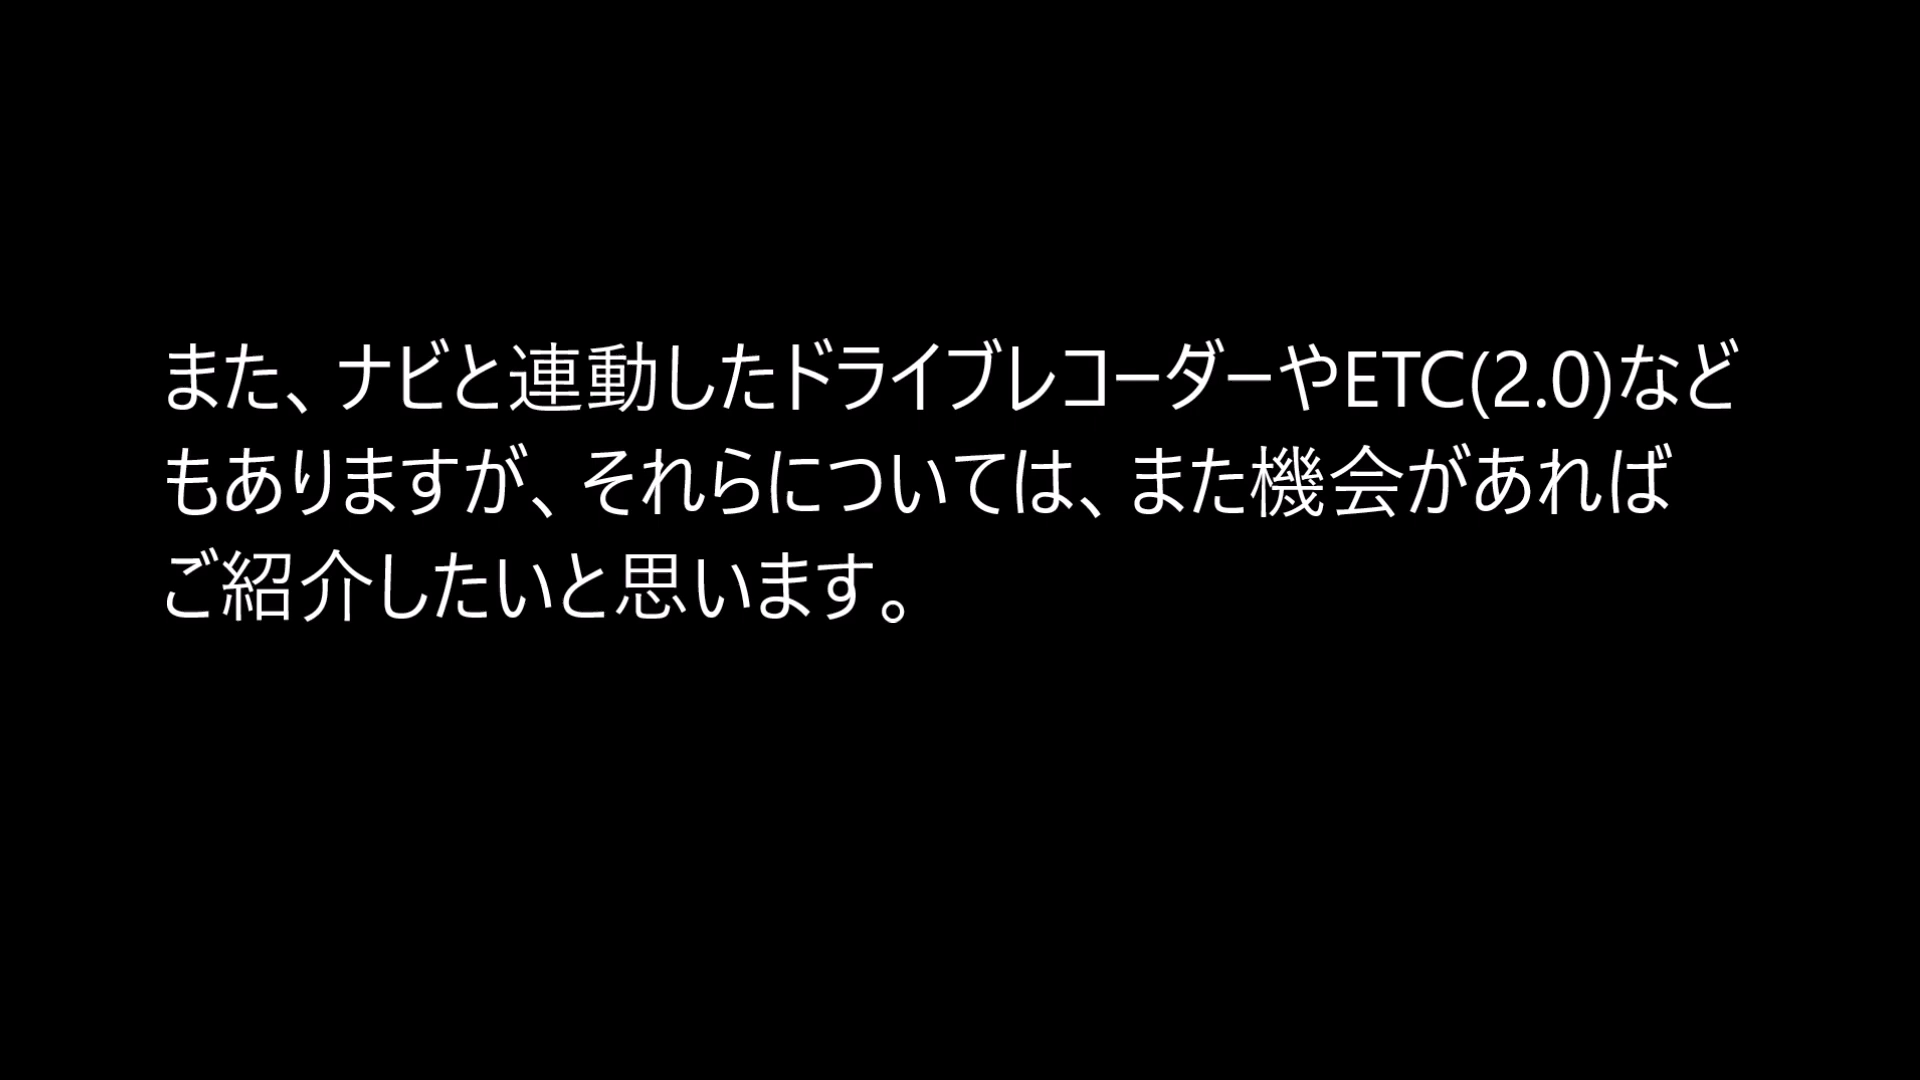 また、ナビと連動したドライブレコーダーやETC(2.0)など
もありますが、それらについては、また機会があれば
ご紹介したいと思います。